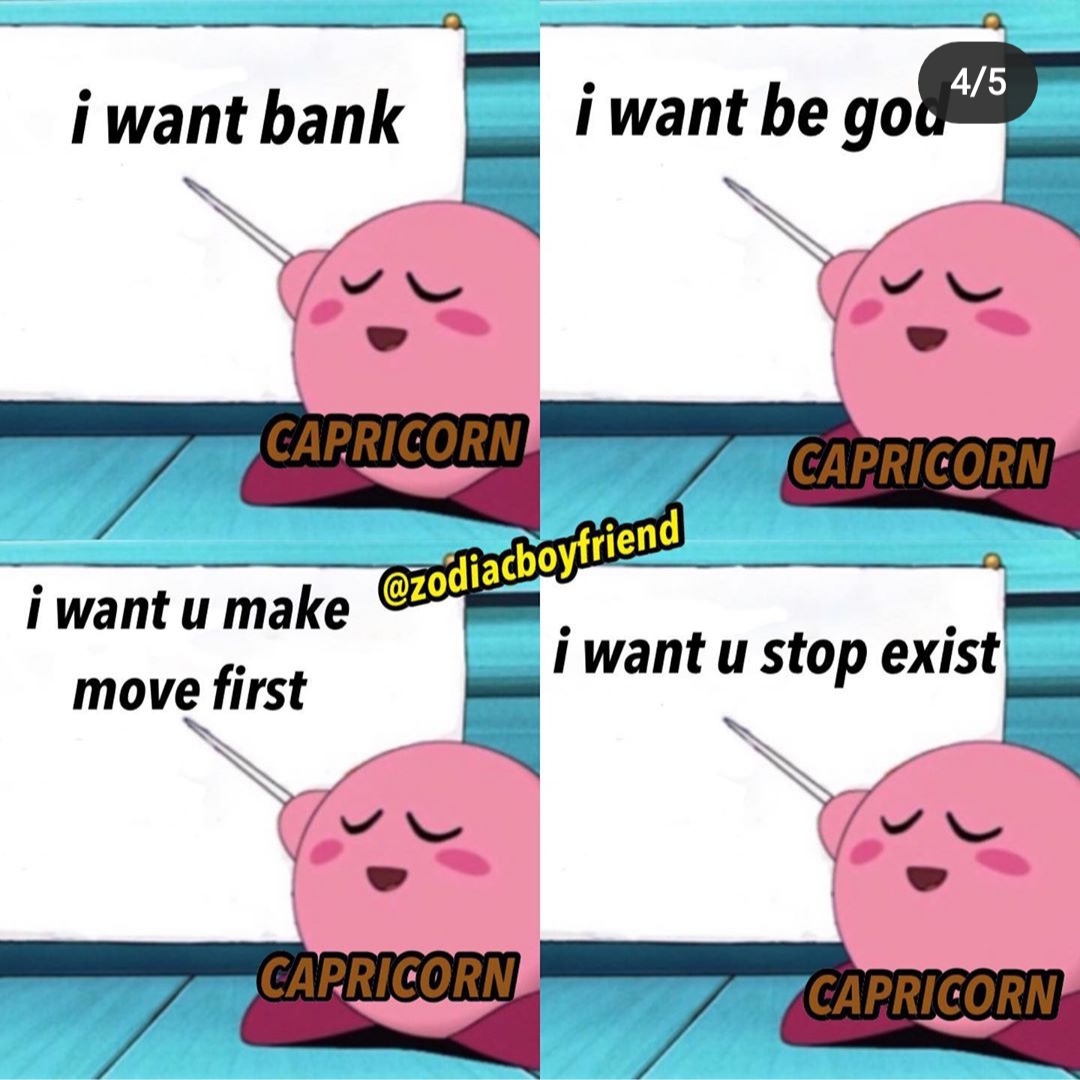 i want bank
CAPRICORN
i want be god
4/5
CAPRICORN
@zodiacboyfriend
i want u make
move first
CAPRICORN
i want u stop exist
CAPRICORN